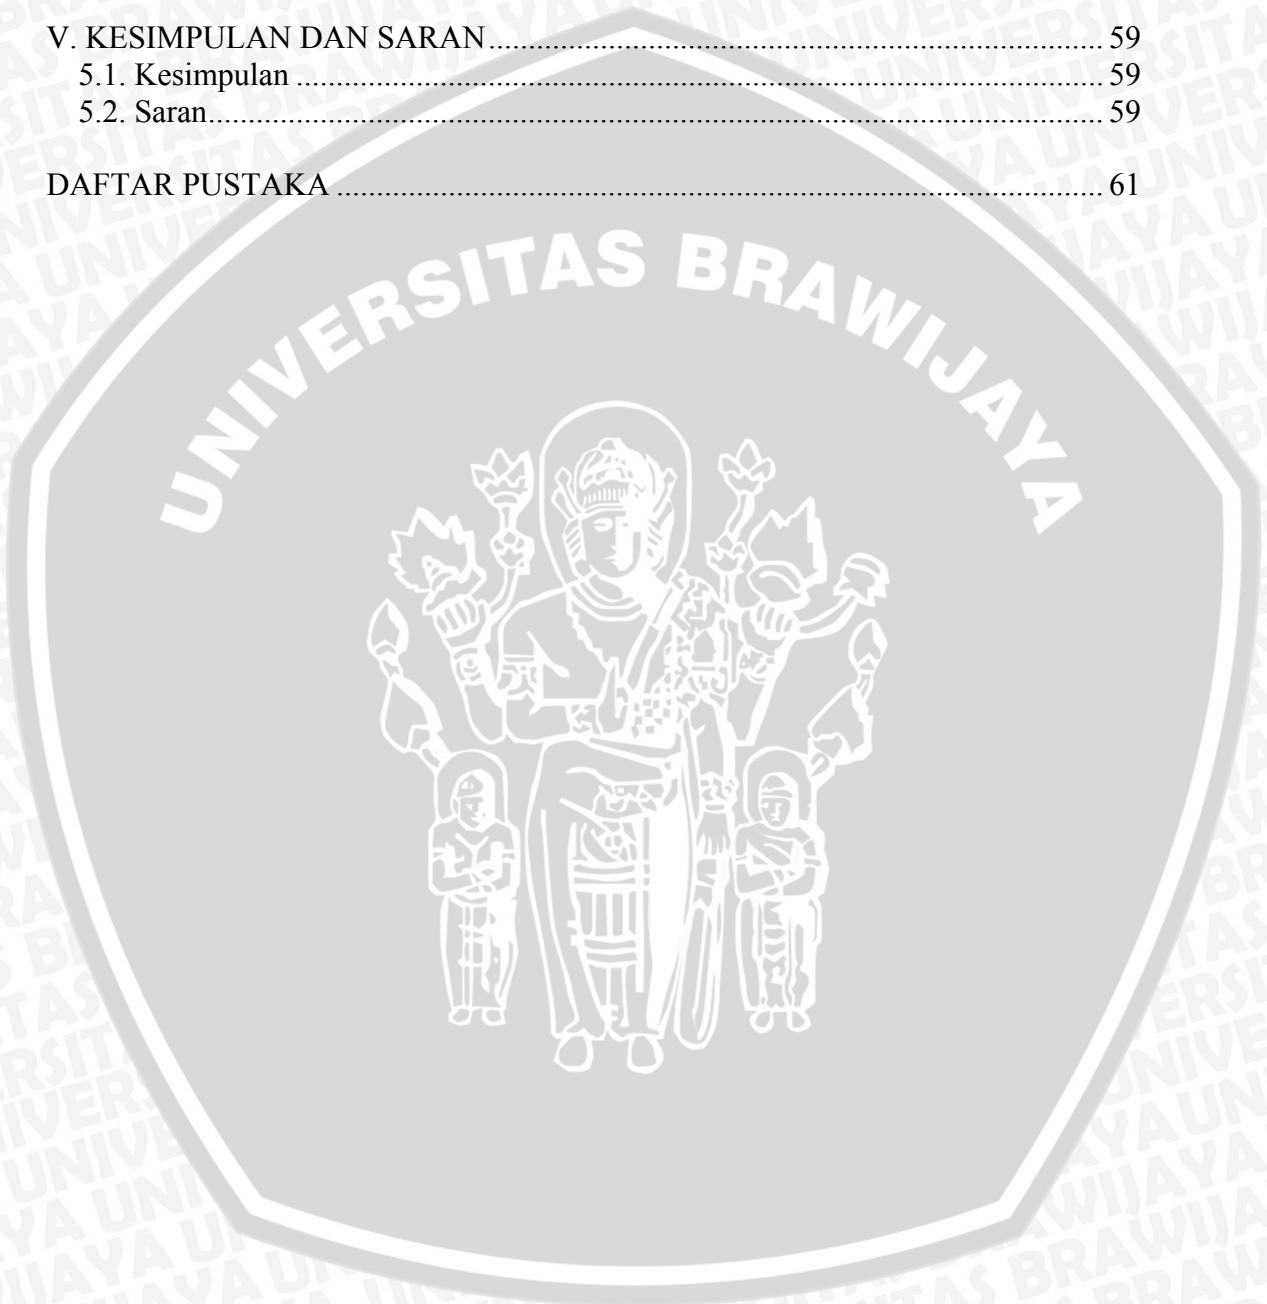 V. KESIMPULAN DAN SARAN.......................................................................... 59
5.1. Kesimpulan ................................................................................................. 59
5.2. Saran............................................................................................................ 59
DAFTAR PUSTAKA ............................................................................................ 61
UNIVERSITAS BRAWIJAYA